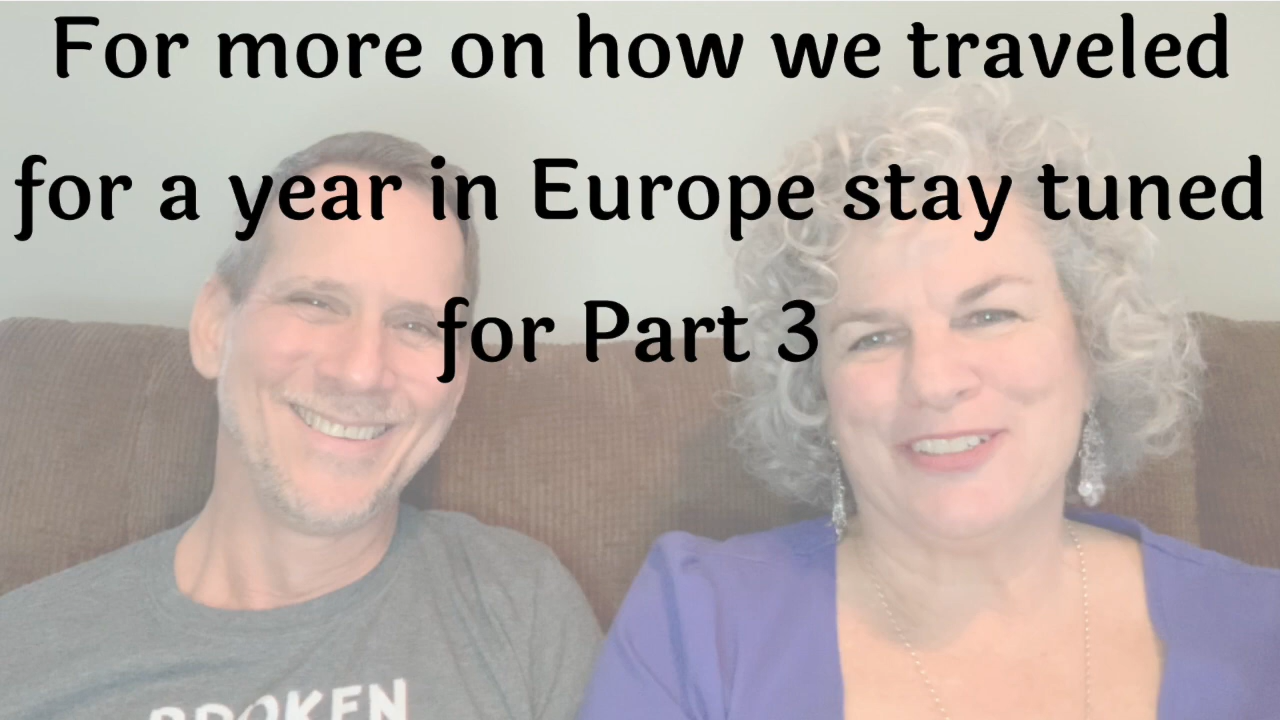 For more on how we traveled
for a year in Europe stay tuned
for Part 3
BROKEN